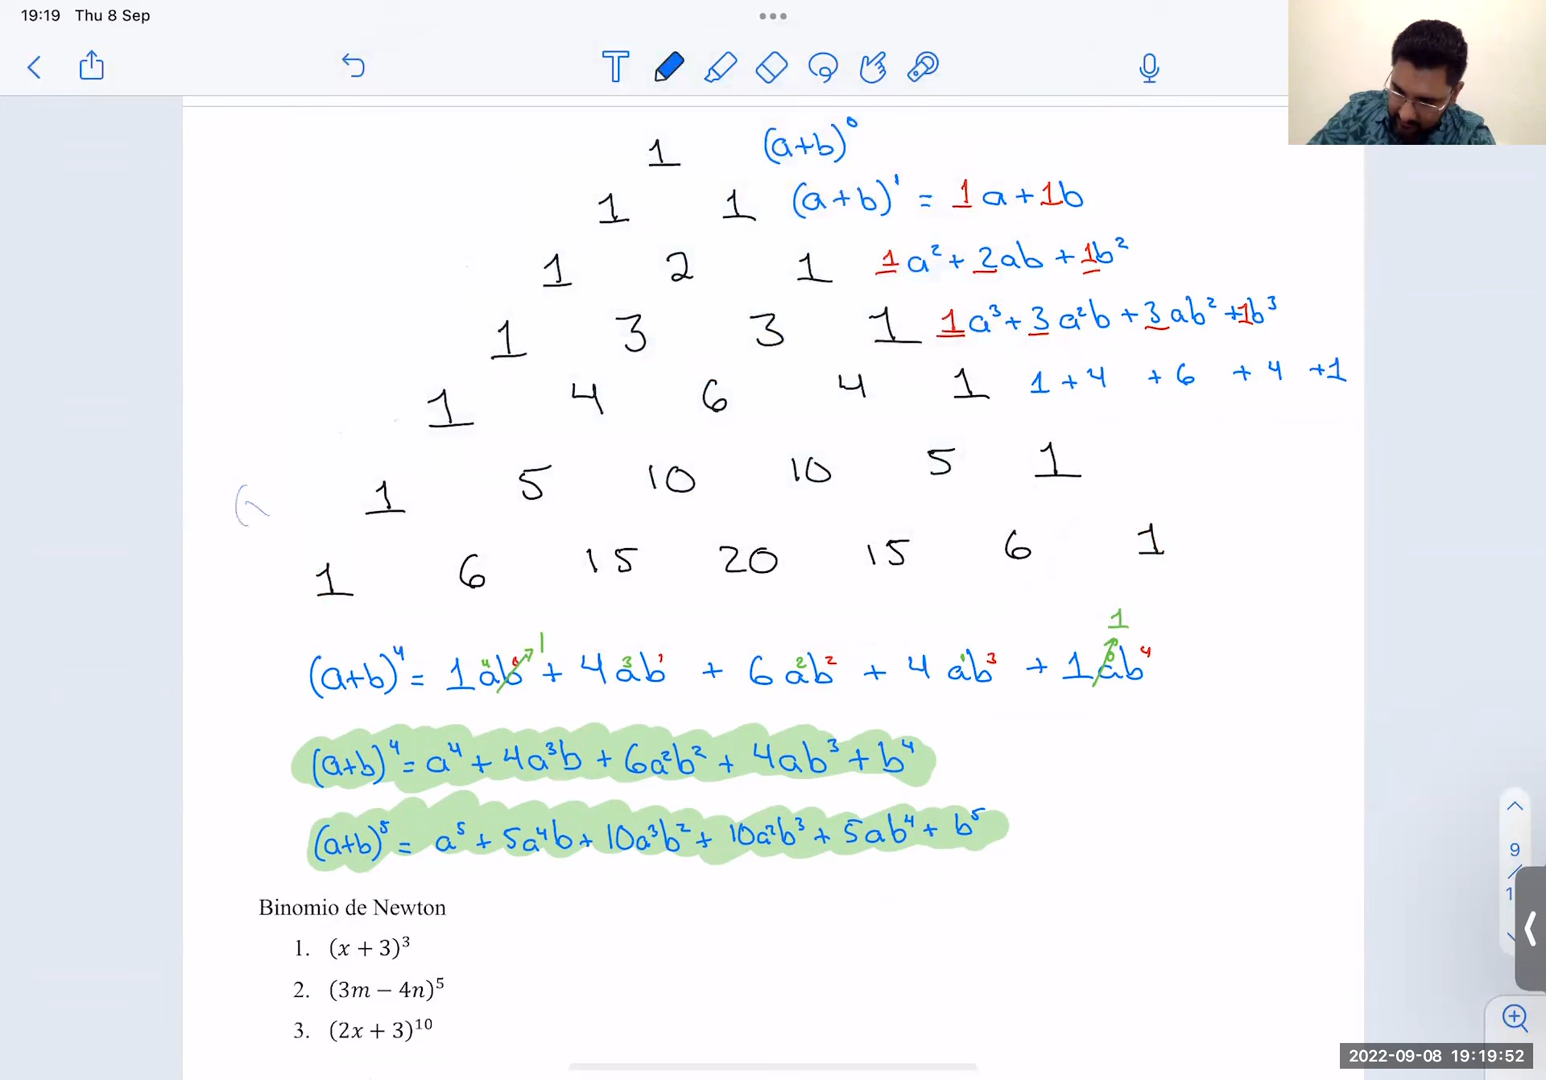 19:19 Thu 8 Sep
1 (a+b)⁰
1 1 (a+b)¹ = 1a+1b
1 2 1 1a²+2ab+1b²
1 3 3 1 1a³+3a²b+3ab²+1b³
1 4 6 4 1 1+4 +6 +4 +1
1 5 10 10 5 1
1 6 15 20 15 6 1
1
(a+b)⁴= 1a⁴b⁰ 1 + 4a³b¹ + 6a²b² + 4a¹b³ + 1a⁰b⁴
(a+b)⁴=a⁴+4a³b+6a²b²+4ab³+b⁴
(a+b)⁵= a⁵+5a⁴b+10a³b²+10a²b³+5ab⁴+b⁵
Binomio de Newton
1. (x + 3)³
2. (3m − 4n)⁵
3. (2x + 3)¹⁰
9
/
1
2022-09-08 19:19:52